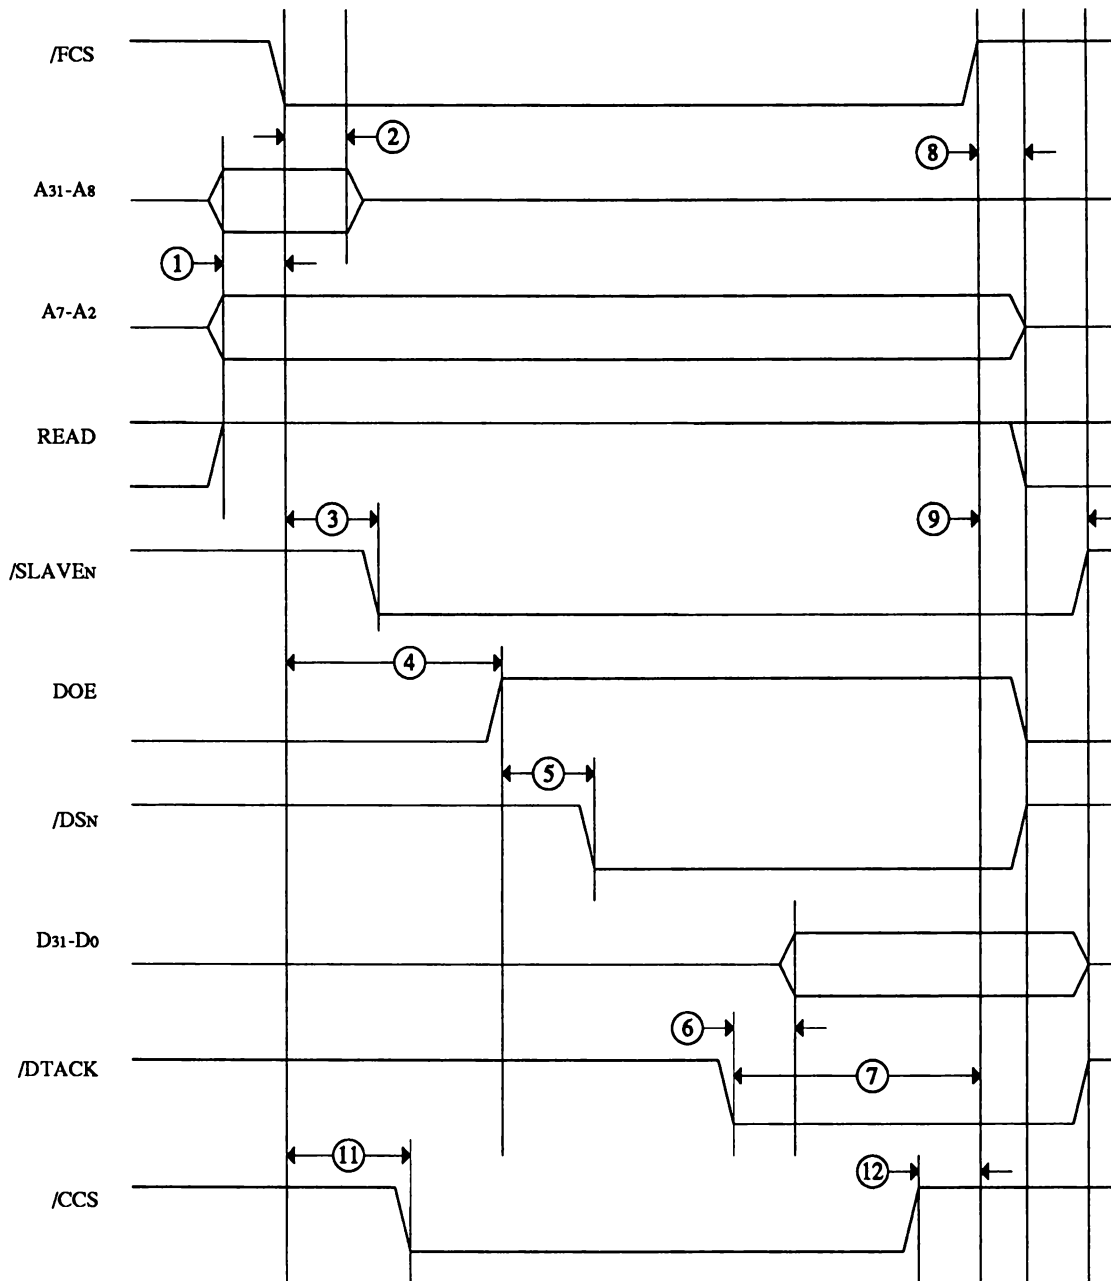 /FCS
②
⑧
A31-A8
①
A7-A2
READ
③
⑨
/SLAVEN
④
DOE
⑤
/DSN
D31-D0
⑥
/DTACK
⑦
⑪
⑫
/CCS